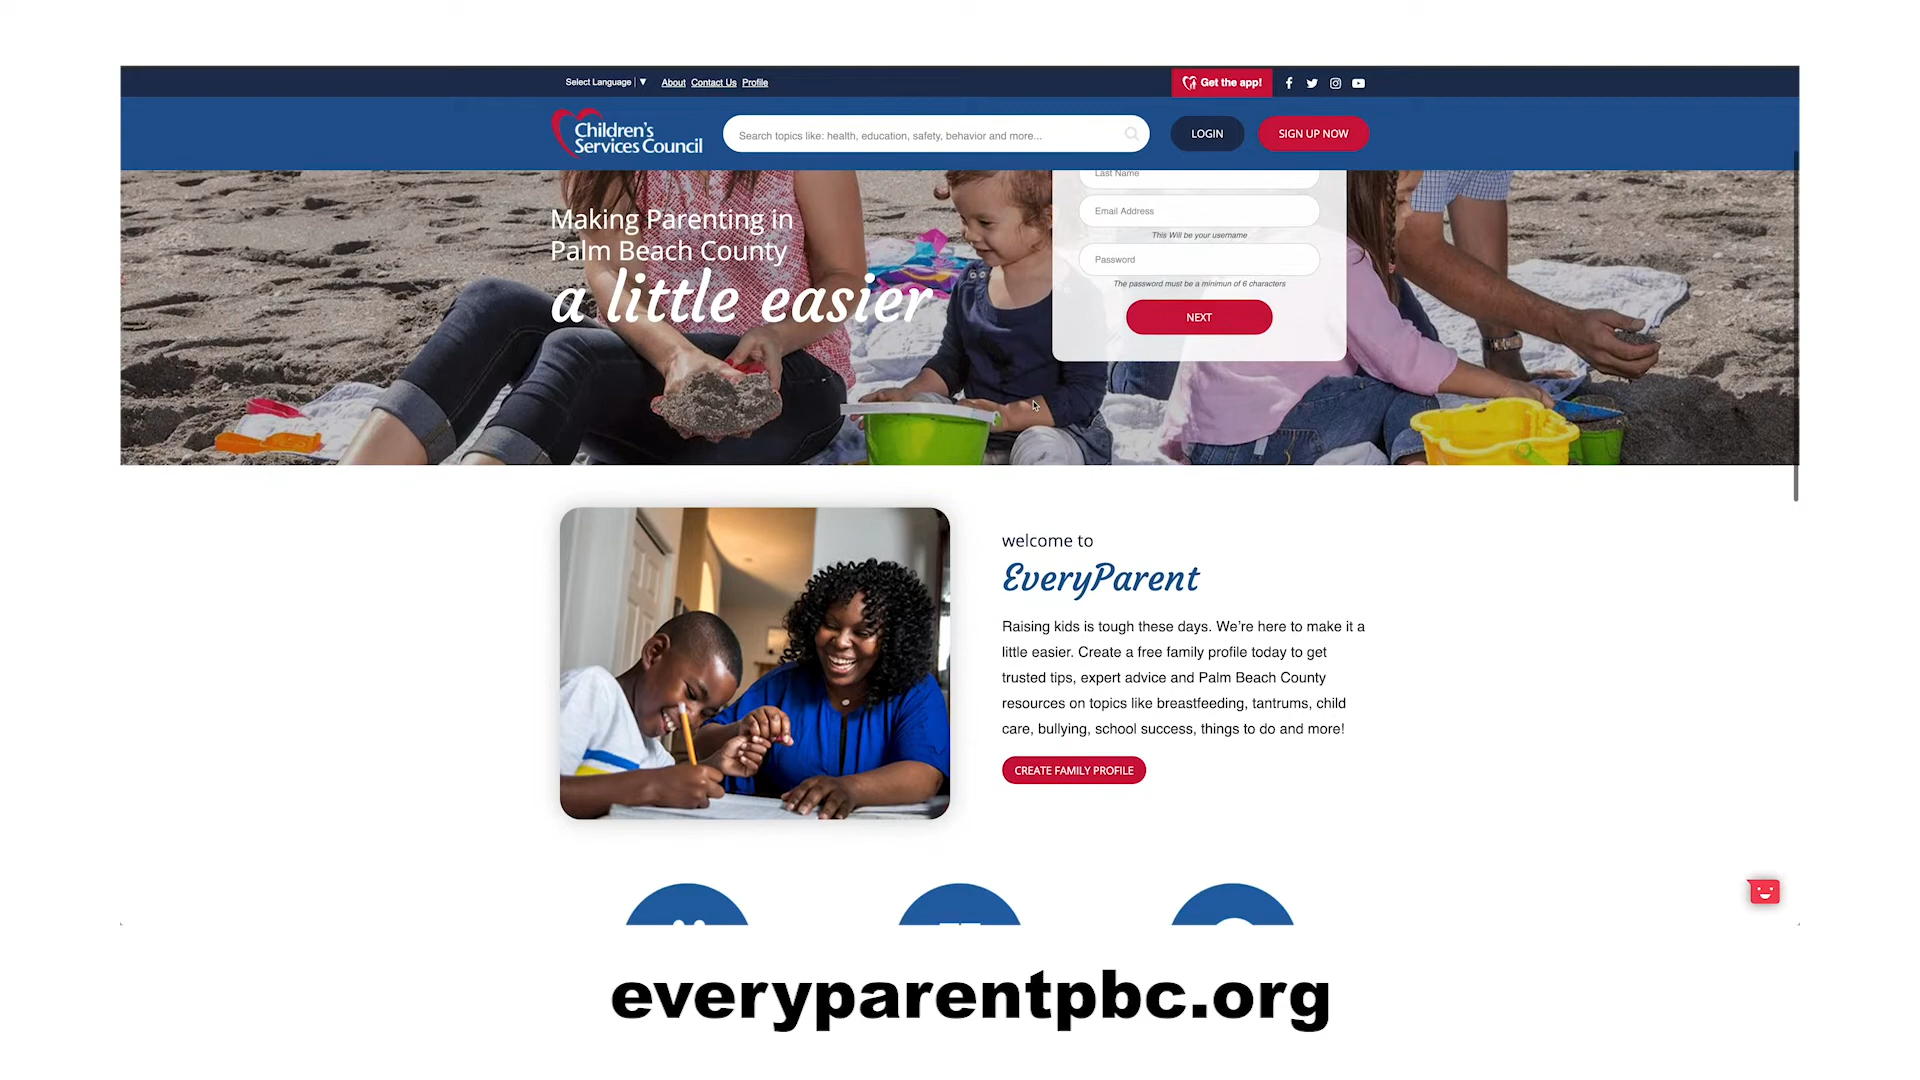 Select Language ▼ About Contact Us Profile
Get the app!
Children's
Services Council
Search topics like: health, education, safety, behavior and more...
LOGIN
SIGN UP NOW
Making Parenting in
Palm Beach County
a little easier
Last Name
Email Address
This Will be your username
Password
The password must be a minimun of 6 characters
NEXT
welcome to
EveryParent
Raising kids is tough these days. We're here to make it a
little easier. Create a free family profile today to get
trusted tips, expert advice and Palm Beach County
resources on topics like breastfeeding, tantrums, child
care, bullying, school success, things to do and more!
CREATE FAMILY PROFILE
everyparentpbc.org